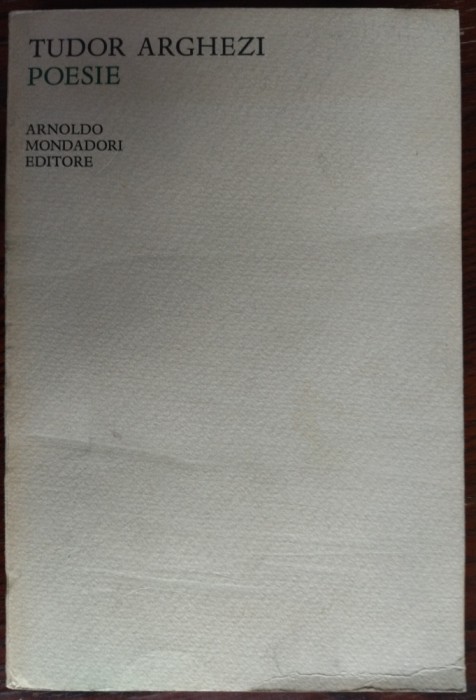 TUDOR ARGHEZI
POESIE
ARNOLDO
MONDADORI
EDITORE